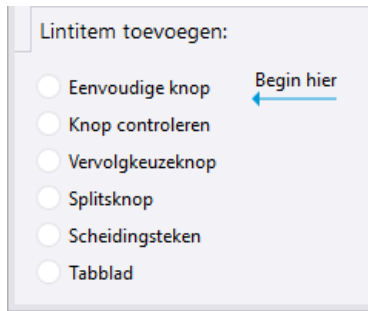 Lintitem toevoegen:
Eenvoudige knop
Begin hier
Knop controleren
Vervolgkeuzeknop
Splitsknop
Scheidingsteken
Tabblad